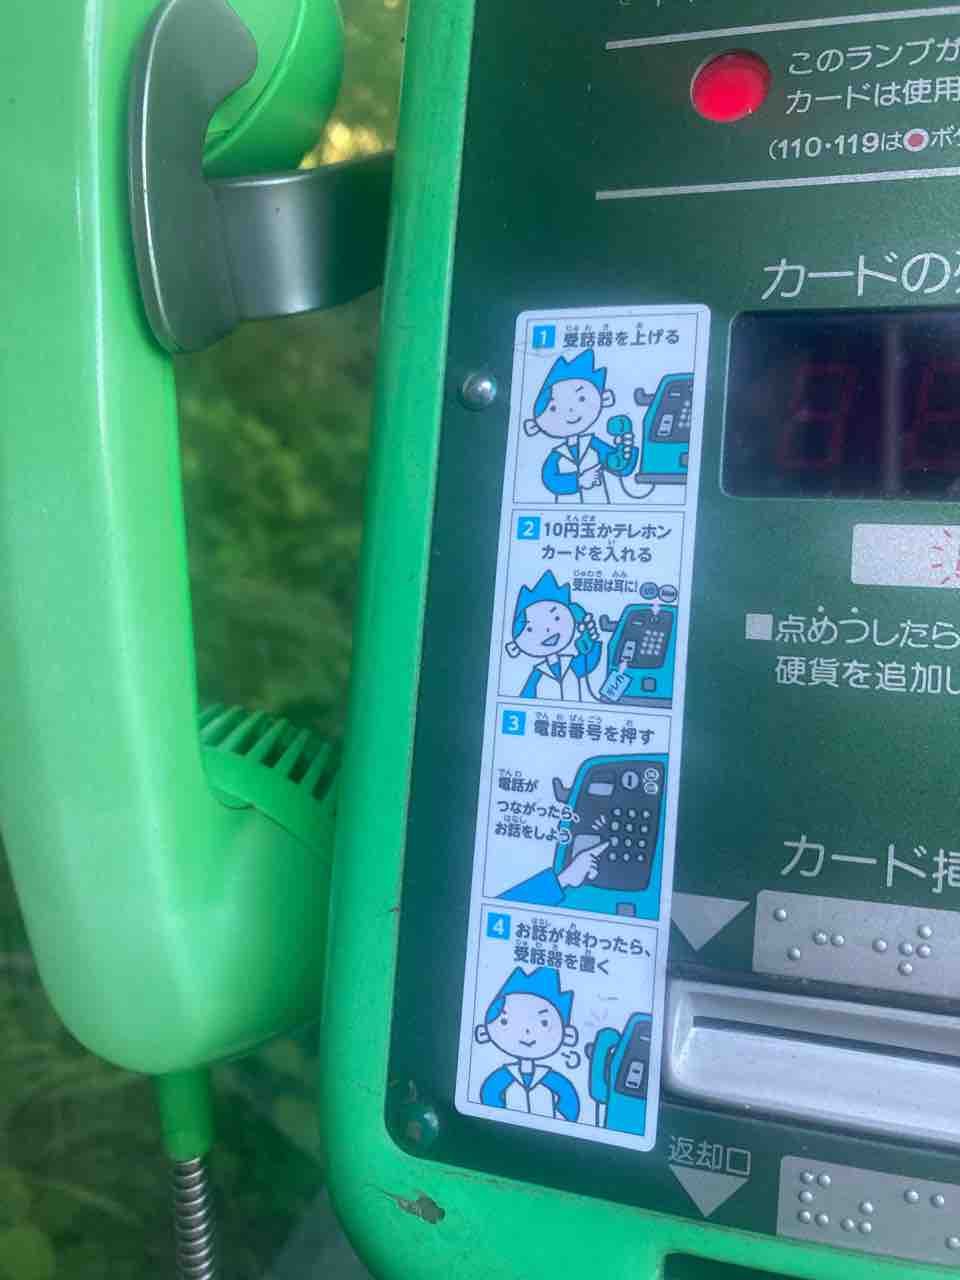 このランプが
カードは使用
(110・119は
カードの
1 受話器を上げる
2 10円玉かテレホン
カードを入れる
受話器は耳に!
テレカ
3 電話番号を押す
電話が
つながったら、
お話をしよう
4 お話が終わったら、
受話器を置く
■点めつしたら
硬貨を追加し
カード挿
返却口